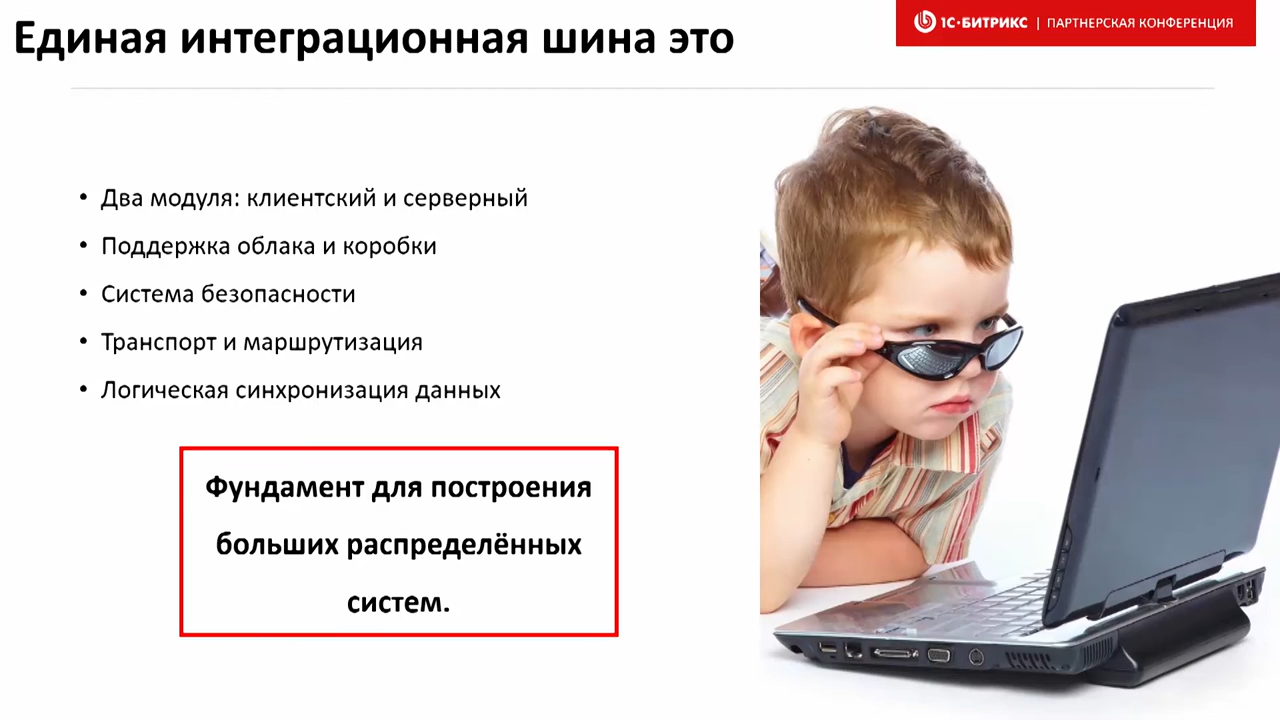 Единая интеграционная шина это
1С·БИТРИКС | ПАРТНЕРСКАЯ КОНФЕРЕНЦИЯ
• Два модуля: клиентский и серверный
• Поддержка облака и коробки
• Система безопасности
• Транспорт и маршрутизация
• Логическая синхронизация данных
Фундамент для построения
больших распределённых
систем.